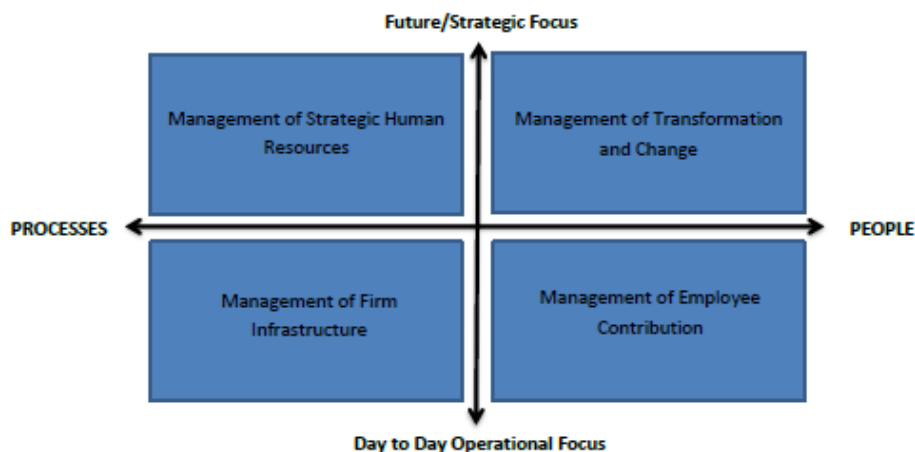 Future/Strategic Focus
Management of Strategic Human
Resources
Management of Transformation
and Change
PROCESSES
PEOPLE
Management of Firm
Infrastructure
Management of Employee
Contribution
Day to Day Operational Focus